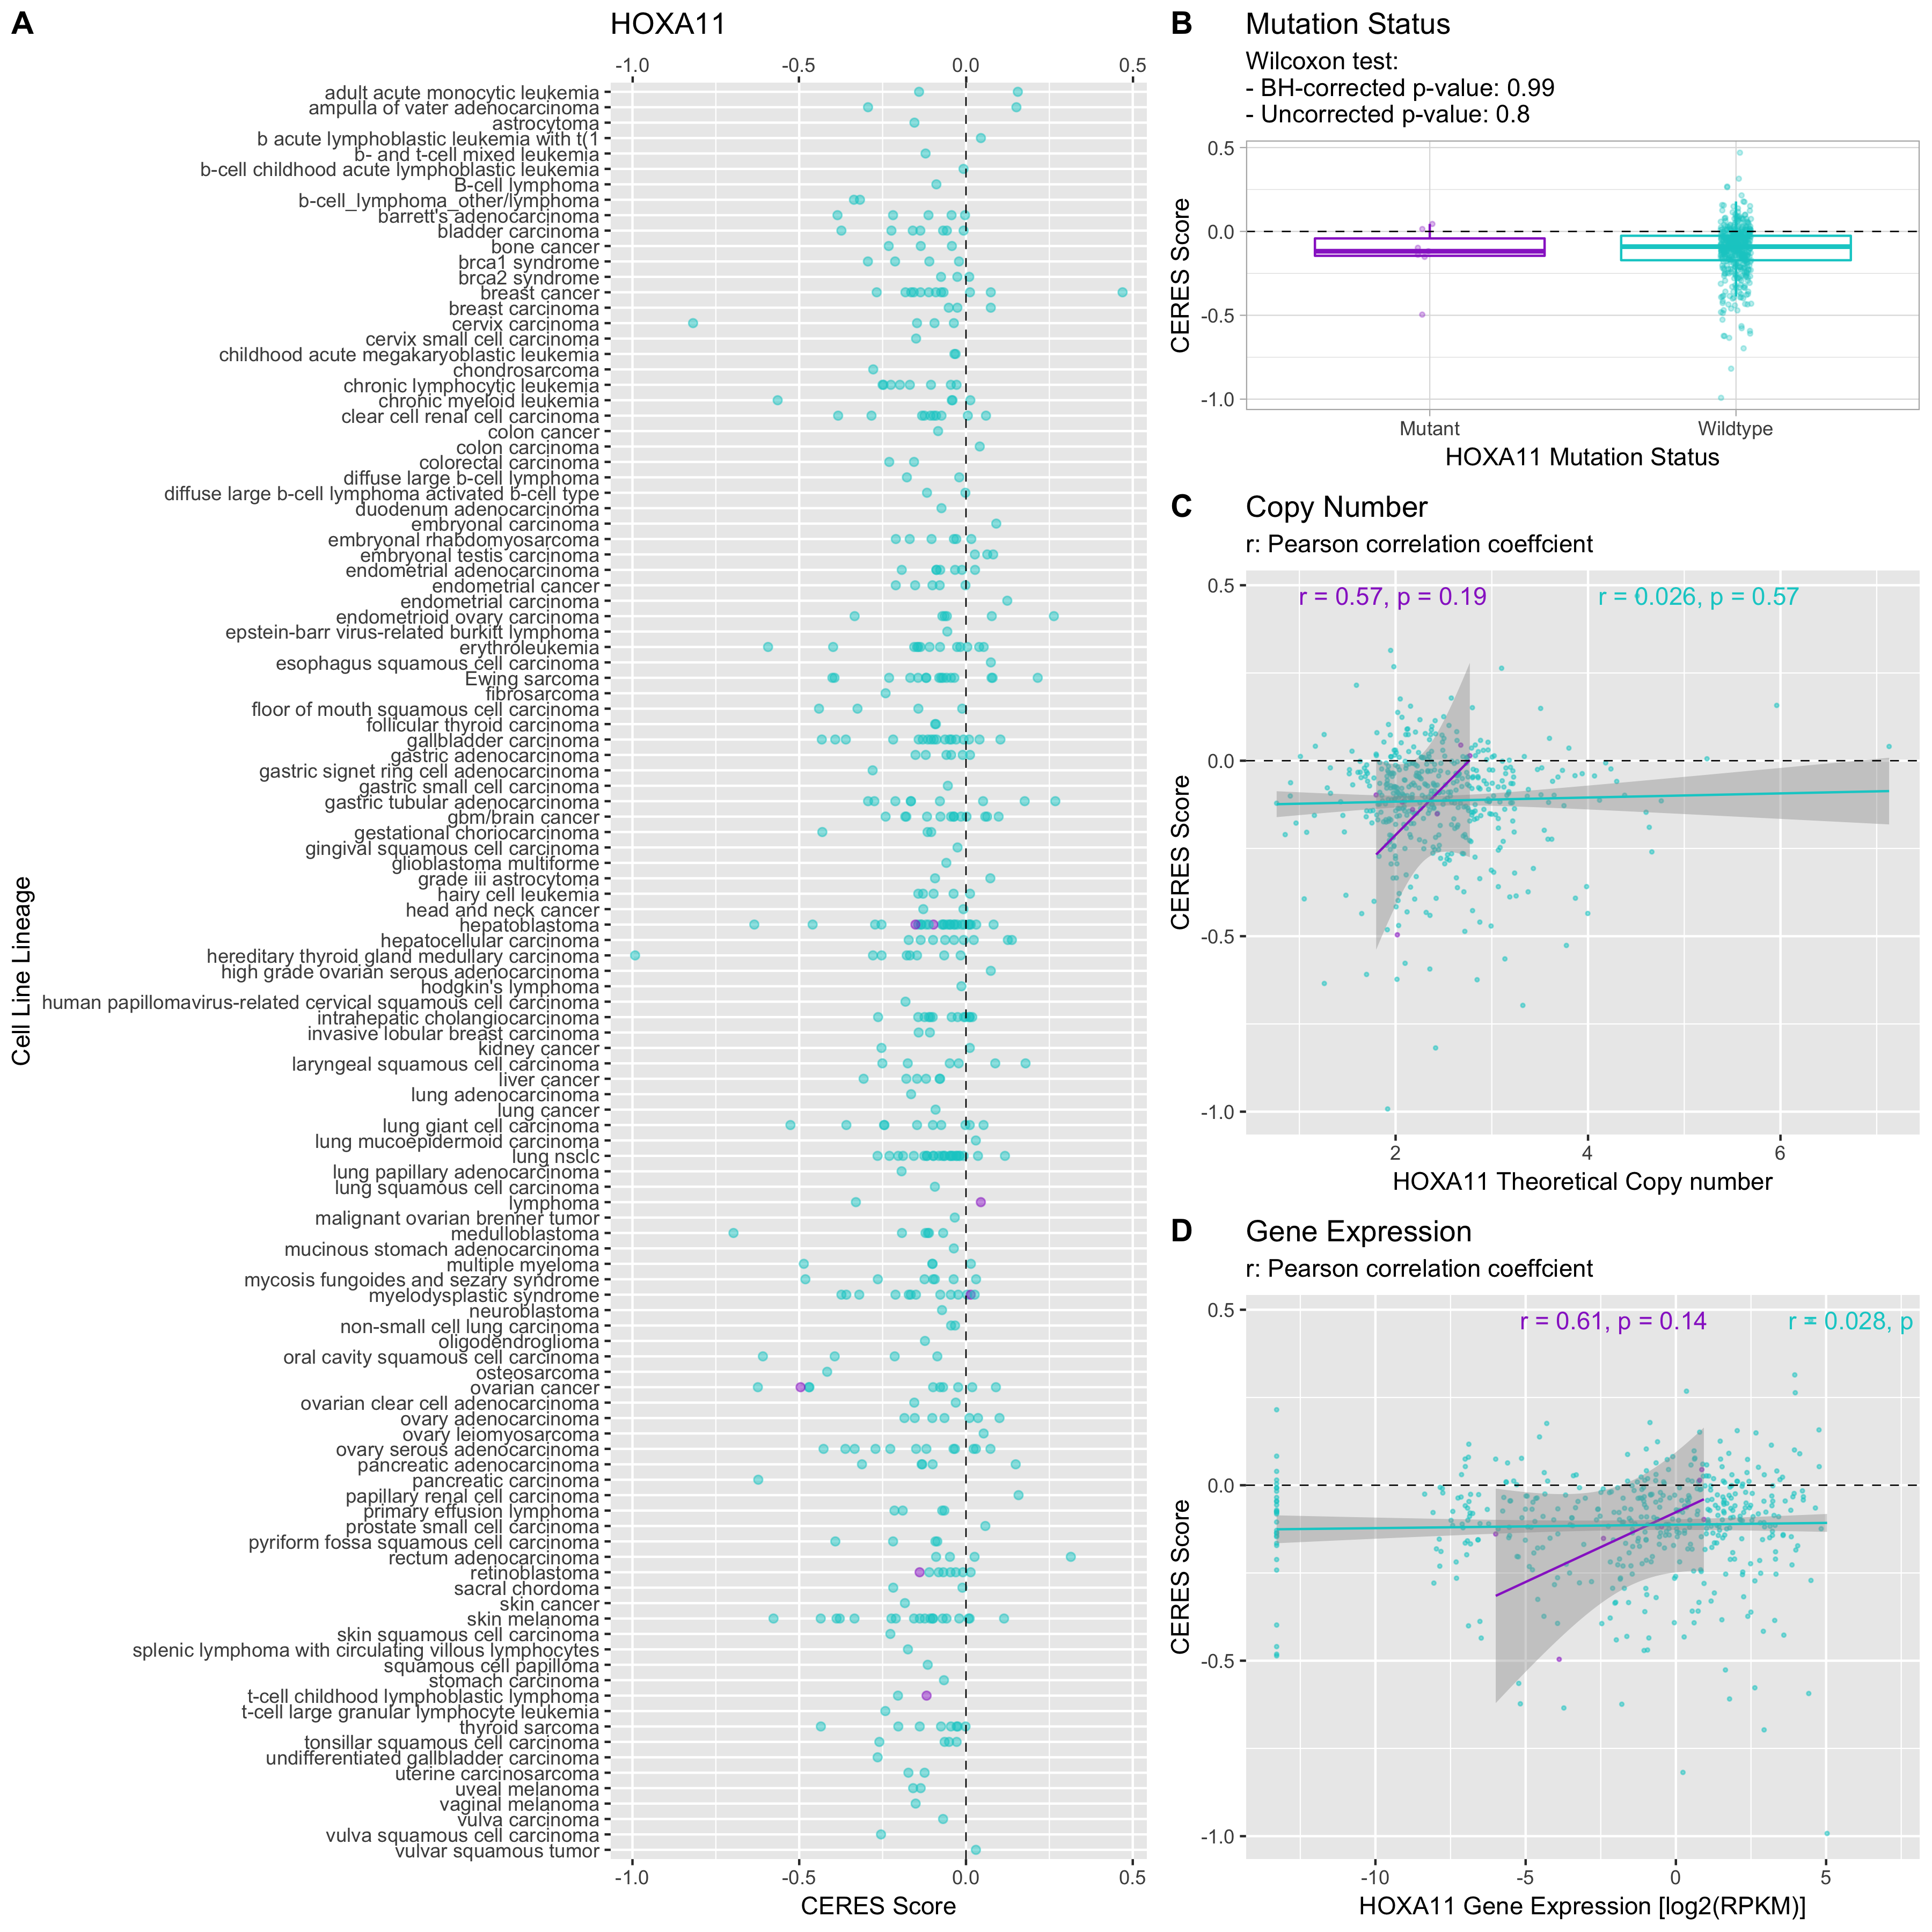 A
HOXA11
-1.0 -0.5 0.0 0.5
Cell Line Lineage
adult acute monocytic leukemia
ampulla of vater adenocarcinoma
astrocytoma
b acute lymphoblastic leukemia with t(1
b- and t-cell mixed leukemia
b-cell childhood acute lymphoblastic leukemia
B-cell lymphoma
b-cell_lymphoma_other/lymphoma
barrett's adenocarcinoma
bladder carcinoma
bone cancer
brca1 syndrome
brca2 syndrome
breast cancer
breast carcinoma
cervix carcinoma
cervix small cell carcinoma
childhood acute megakaryoblastic leukemia
chondrosarcoma
chronic lymphocytic leukemia
chronic myeloid leukemia
clear cell renal cell carcinoma
colon cancer
colon carcinoma
colorectal carcinoma
diffuse large b-cell lymphoma
diffuse large b-cell lymphoma activated b-cell type
duodenum adenocarcinoma
embryonal carcinoma
embryonal rhabdomyosarcoma
embryonal testis carcinoma
endometrial adenocarcinoma
endometrial cancer
endometrial carcinoma
endometrioid ovary carcinoma
epstein-barr virus-related burkitt lymphoma
erythroleukemia
esophagus squamous cell carcinoma
Ewing sarcoma
fibrosarcoma
floor of mouth squamous cell carcinoma
follicular thyroid carcinoma
gallbladder carcinoma
gastric adenocarcinoma
gastric signet ring cell adenocarcinoma
gastric small cell carcinoma
gastric tubular adenocarcinoma
gbm/brain cancer
gestational choriocarcinoma
gingival squamous cell carcinoma
glioblastoma multiforme
grade iii astrocytoma
hairy cell leukemia
head and neck cancer
hepatoblastoma
hepatocellular carcinoma
hereditary thyroid gland medullary carcinoma
high grade ovarian serous adenocarcinoma
hodgkin's lymphoma
human papillomavirus-related cervical squamous cell carcinoma
intrahepatic cholangiocarcinoma
invasive lobular breast carcinoma
kidney cancer
laryngeal squamous cell carcinoma
liver cancer
lung adenocarcinoma
lung cancer
lung giant cell carcinoma
lung mucoepidermoid carcinoma
lung nsclc
lung papillary adenocarcinoma
lung squamous cell carcinoma
lymphoma
malignant ovarian brenner tumor
medulloblastoma
mucinous stomach adenocarcinoma
multiple myeloma
mycosis fungoides and sezary syndrome
myelodysplastic syndrome
neuroblastoma
non-small cell lung carcinoma
oligodendroglioma
oral cavity squamous cell carcinoma
osteosarcoma
ovarian cancer
ovarian clear cell adenocarcinoma
ovary adenocarcinoma
ovary leiomyosarcoma
ovary serous adenocarcinoma
pancreatic adenocarcinoma
pancreatic carcinoma
papillary renal cell carcinoma
primary effusion lymphoma
prostate small cell carcinoma
pyriform fossa squamous cell carcinoma
rectum adenocarcinoma
retinoblastoma
sacral chordoma
skin cancer
skin melanoma
skin squamous cell carcinoma
splenic lymphoma with circulating villous lymphocytes
squamous cell papilloma
stomach carcinoma
t-cell childhood lymphoblastic lymphoma
t-cell large granular lymphocyte leukemia
thyroid sarcoma
tonsillar squamous cell carcinoma
undifferentiated gallbladder carcinoma
uterine carcinosarcoma
uveal melanoma
vaginal melanoma
vulva carcinoma
vulva squamous cell carcinoma
vulvar squamous tumor
-1.0 -0.5 0.0 0.5
CERES Score
B
Mutation Status
Wilcoxon test:
- BH-corrected p-value: 0.99
- Uncorrected p-value: 0.8
CERES Score
0.5
0.0
-0.5
-1.0
Mutant Wildtype
HOXA11 Mutation Status
C
Copy Number
r: Pearson correlation coeffcient
r = 0.57, p = 0.19 r = 0.026, p = 0.57
CERES Score
0.5
0.0
-0.5
-1.0
2 4 6
HOXA11 Theoretical Copy number
D
Gene Expression
r: Pearson correlation coeffcient
r = 0.61, p = 0.14 r = 0.028, p
CERES Score
0.5
0.0
-0.5
-1.0
-10 -5 0 5
HOXA11 Gene Expression [log2(RPKM)]